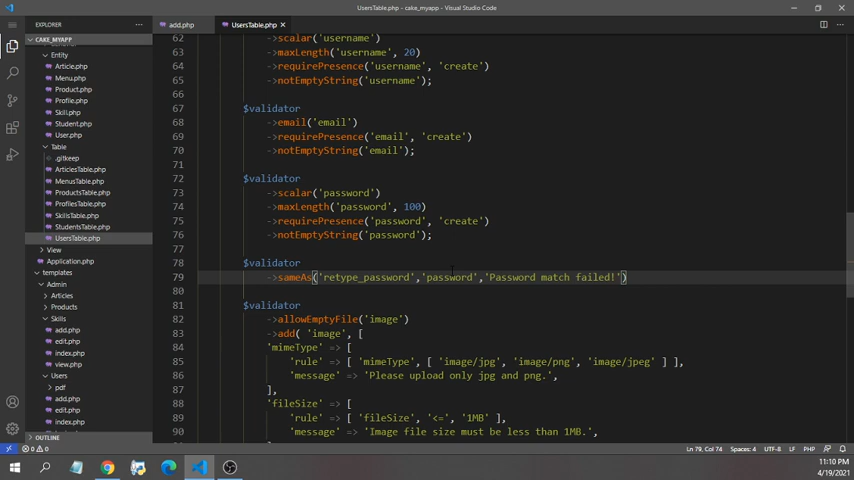 UsersTable.php - cake_myapp - Visual Studio Code
EXPLORER
add.php
UsersTable.php
CAKE_MYAPP
Entity
Article.php
Menu.php
Product.php
Profile.php
Skill.php
Student.php
User.php
Table
.gitkeep
ArticlesTable.php
MenusTable.php
ProductsTable.php
ProfilesTable.php
SkillsTable.php
StudentsTable.php
UsersTable.php
View
Application.php
templates
Admin
Articles
Products
Skills
add.php
edit.php
index.php
view.php
Users
pdf
add.php
edit.php
index.php
OUTLINE
62 ->scalar('username')
63 ->maxLength('username', 20)
64 ->requirePresence('username', 'create')
65 ->notEmptyString('username');
66
67 $validator
68 ->email('email')
69 ->requirePresence('email', 'create')
70 ->notEmptyString('email');
71
72 $validator
73 ->scalar('password')
74 ->maxLength('password', 100)
75 ->requirePresence('password', 'create')
76 ->notEmptyString('password');
77
78 $validator
79 ->sameAs('retype_password','password','Password match failed!')
80
81 $validator
82 ->allowEmptyFile('image')
83 ->add( 'image', [
84 'mimeType' => [
85 'rule' => [ 'mimeType', [ 'image/jpg', 'image/png', 'image/jpeg' ] ],
86 'message' => 'Please upload only jpg and png.',
87 ],
88 'fileSize' => [
89 'rule' => [ 'fileSize', '<=', '1MB' ],
90 'message' => 'Image file size must be less than 1MB.',
0 0
Ln 79, Col 74
Spaces: 4
UTF-8
LF
PHP
11:10 PM
4/19/2021